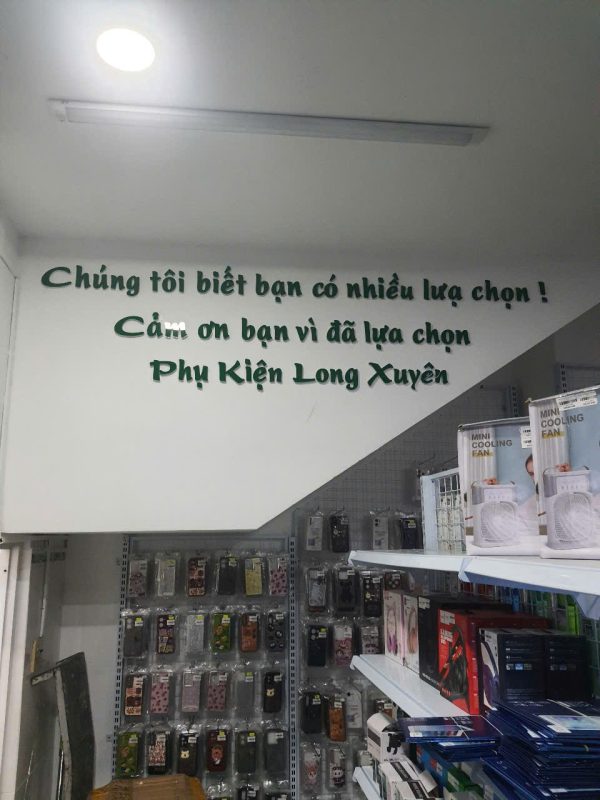 Chúng tôi biết bạn có nhiều lựa chọn !
Cảm ơn bạn vì đã lựa chọn
Phụ Kiện Long Xuyên
MINI
COOLING
FAN
MINI
COOLING
FAN